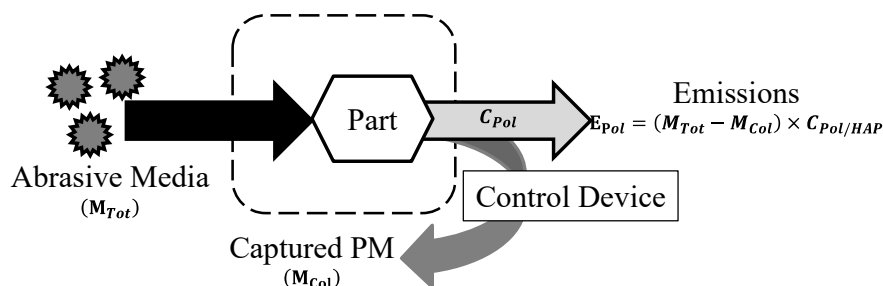 Emissions
E_Pol = (M_Tot − M_Col) × C_Pol/HAP
Part
C_Pol
Abrasive Media
(M_Tot)
Control Device
Captured PM
(M_Col)